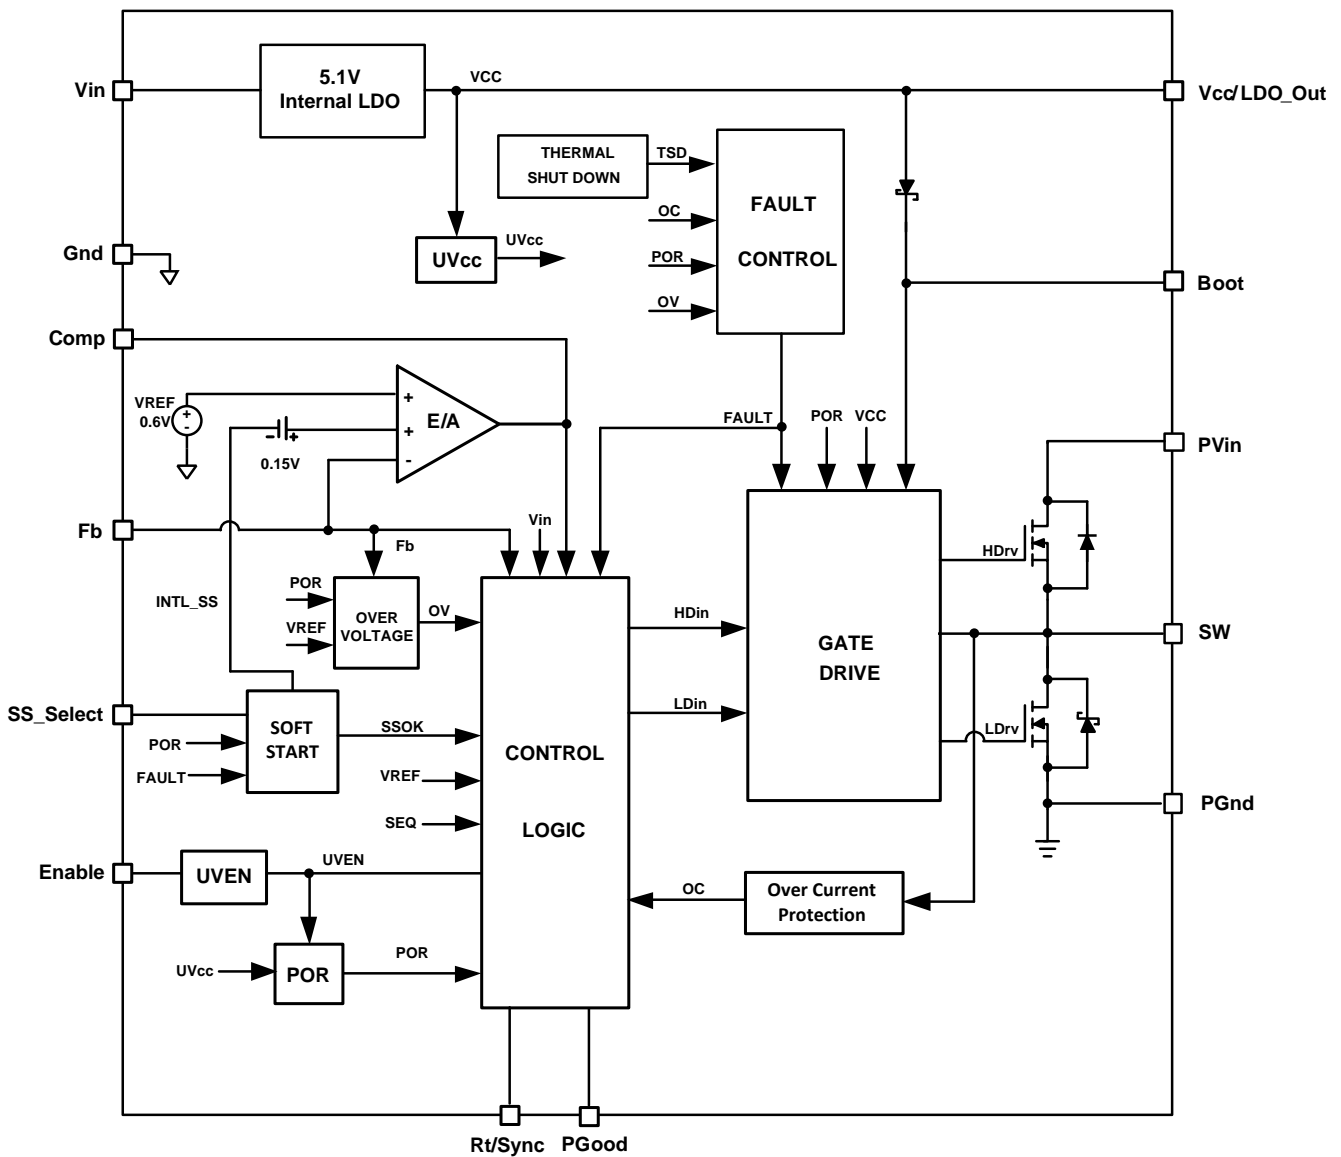 5.1V
Internal LDO
VCC
Vin
Vcc/LDO_Out
THERMAL
SHUT DOWN
TSD
FAULT
CONTROL
OC
POR
OV
UVcc
UVcc
Gnd
Boot
Comp
VREF
0.6V
+
-
+
+
-
E/A
-
+
0.15V
FAULT
POR
VCC
PVin
Fb
Fb
Vin
HDrv
INTL_SS
POR
VREF
OVER
VOLTAGE
OV
HDin
GATE
DRIVE
SW
SS_Select
SOFT
START
POR
FAULT
SSOK
VREF
SEQ
CONTROL
LOGIC
LDin
LDrv
PGnd
Enable
UVEN
UVEN
OC
Over Current
Protection
UVcc
POR
POR
Rt/Sync
PGood